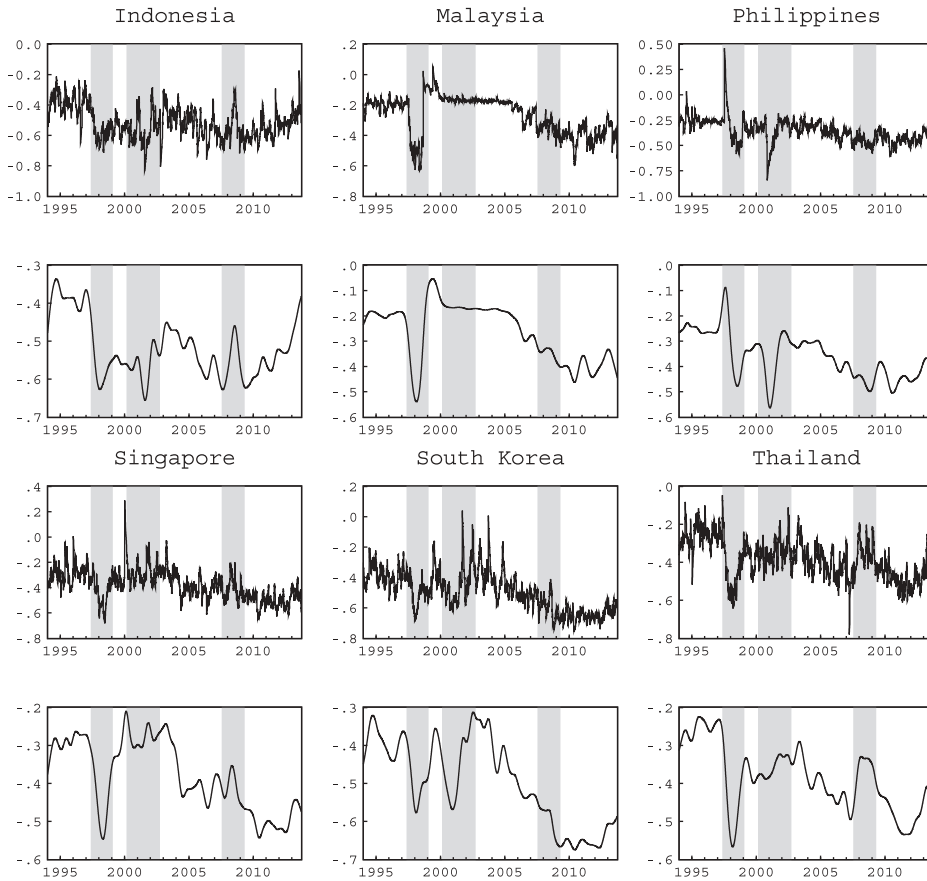 Indonesia Malaysia Philippines
0.0 .2 0.50
-0.2 .0 0.25
-0.4 -.2 0.00
-0.6 -.4 -0.25
-0.8 -.6 -0.50
-1.0 -.8 -0.75
-1.00
1995 2000 2005 2010 1995 2000 2005 2010 1995 2000 2005 2010
-.3 .0 .0
-.4 -.1 -.1
-.5 -.2 -.2
-.6 -.3 -.3
-.7 -.4 -.4
-.5 -.5
-.6 -.6
1995 2000 2005 2010 1995 2000 2005 2010 1995 2000 2005 2010
Singapore South Korea Thailand
.4 .2 .0
.2 .0 -.2
.0 -.2 -.4
-.2 -.4 -.6
-.4 -.6 -.8
-.6 -.8
-.8
1995 2000 2005 2010 1995 2000 2005 2010 1995 2000 2005 2010
-.2 -.3 -.2
-.3 -.4 -.3
-.4 -.5 -.4
-.5 -.6 -.5
-.6 -.7 -.6
1995 2000 2005 2010 1995 2000 2005 2010 1995 2000 2005 2010